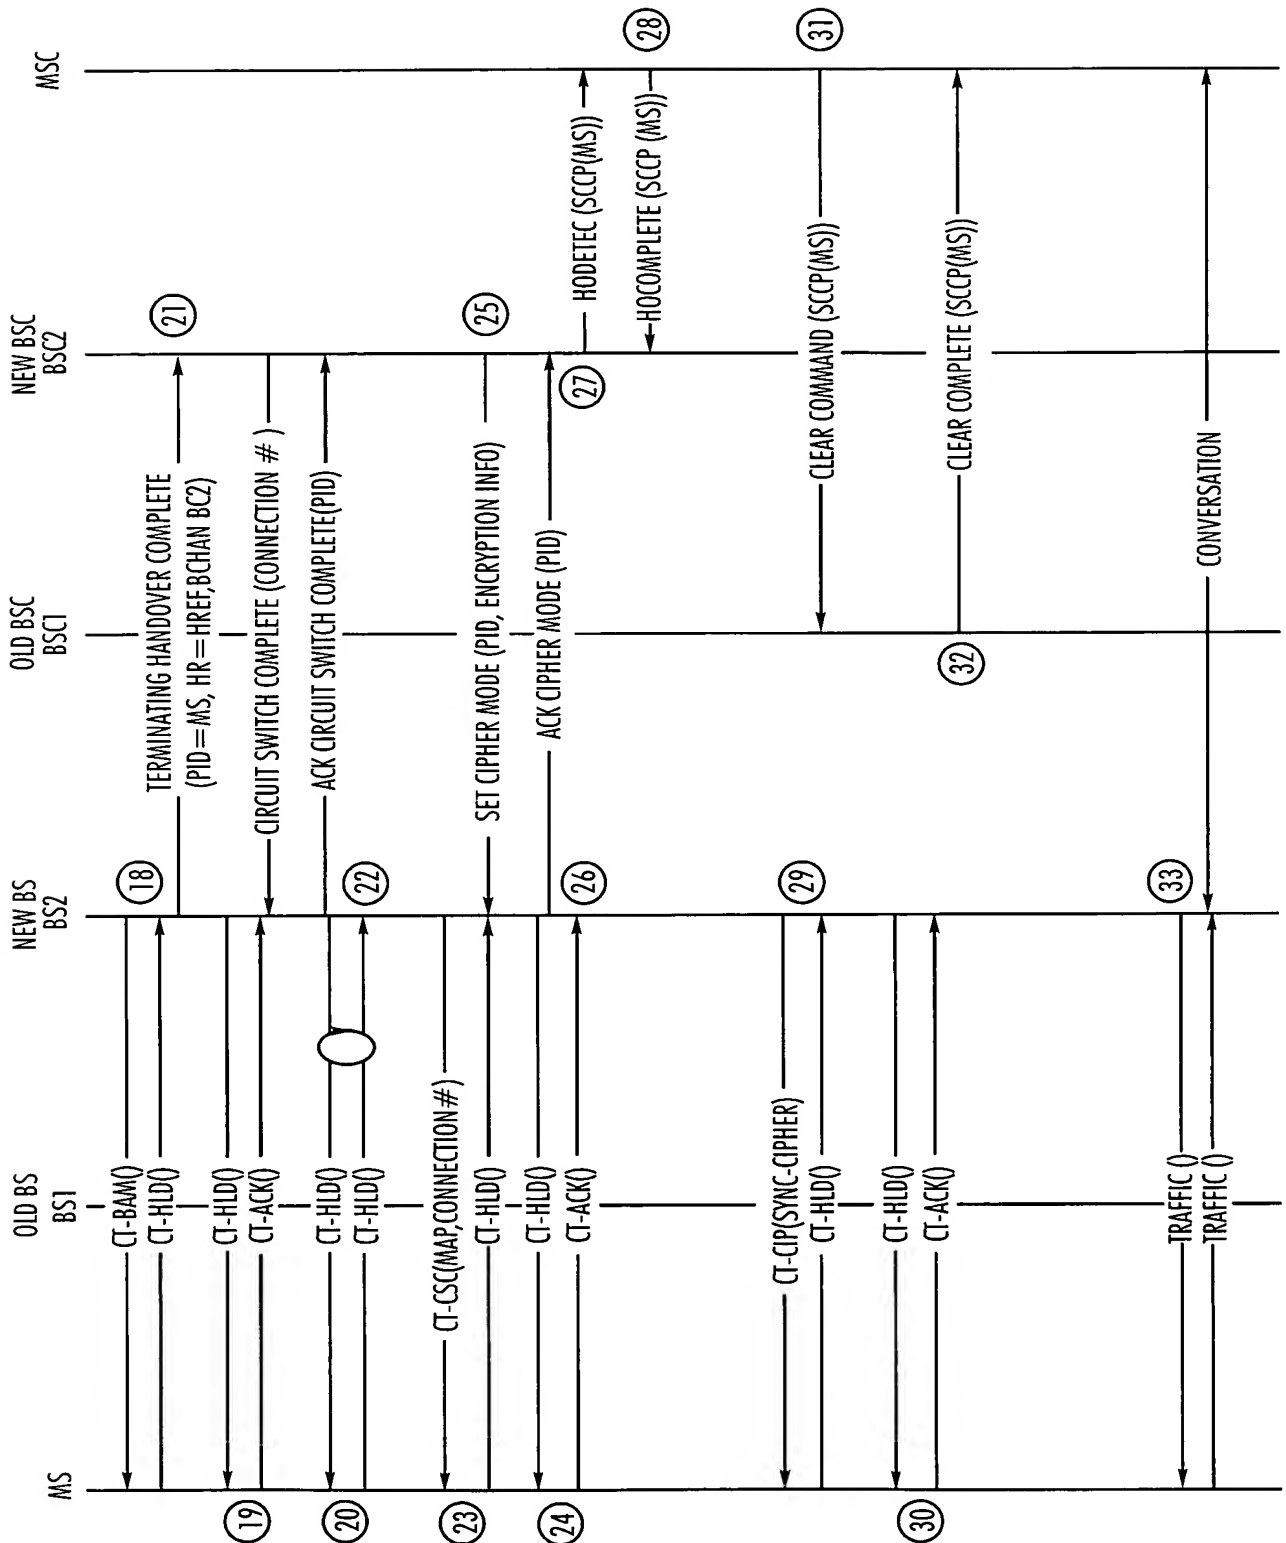 MS
OLD BS
BS1
NEW BS
BS2
OLD BSC
BSC1
NEW BSC
BSC2
MSC
CT-BAM()
18
CT-HLD()
TERMINATING HANDOVER COMPLETE
(PID=MS, HR=HREF,BCHAN BC2)
21
CT-HLD()
19
CT-ACK()
CIRCUIT SWITCH COMPLETE (CONNECTION # )
ACK CIRCUIT SWITCH COMPLETE(PID)
20
CT-HLD()
CT-HLD()
22
CT-CSC(MAP,CONNECTION#)
23
CT-HLD()
SET CIPHER MODE (PID, ENCRYPTION INFO)
25
CT-HLD()
24
CT-ACK()
26
ACK CIPHER MODE (PID)
27
HODETEC (SCCP(MS))
28
HOCOMPLETE (SCCP (MS))
CT-CIP(SYNC-CIPHER)
29
CT-HLD()
CLEAR COMMAND (SCCP(MS))
31
CT-HLD()
30
CT-ACK()
32
CLEAR COMPLETE (SCCP(MS))
33
TRAFFIC ()
TRAFFIC ()
CONVERSATION